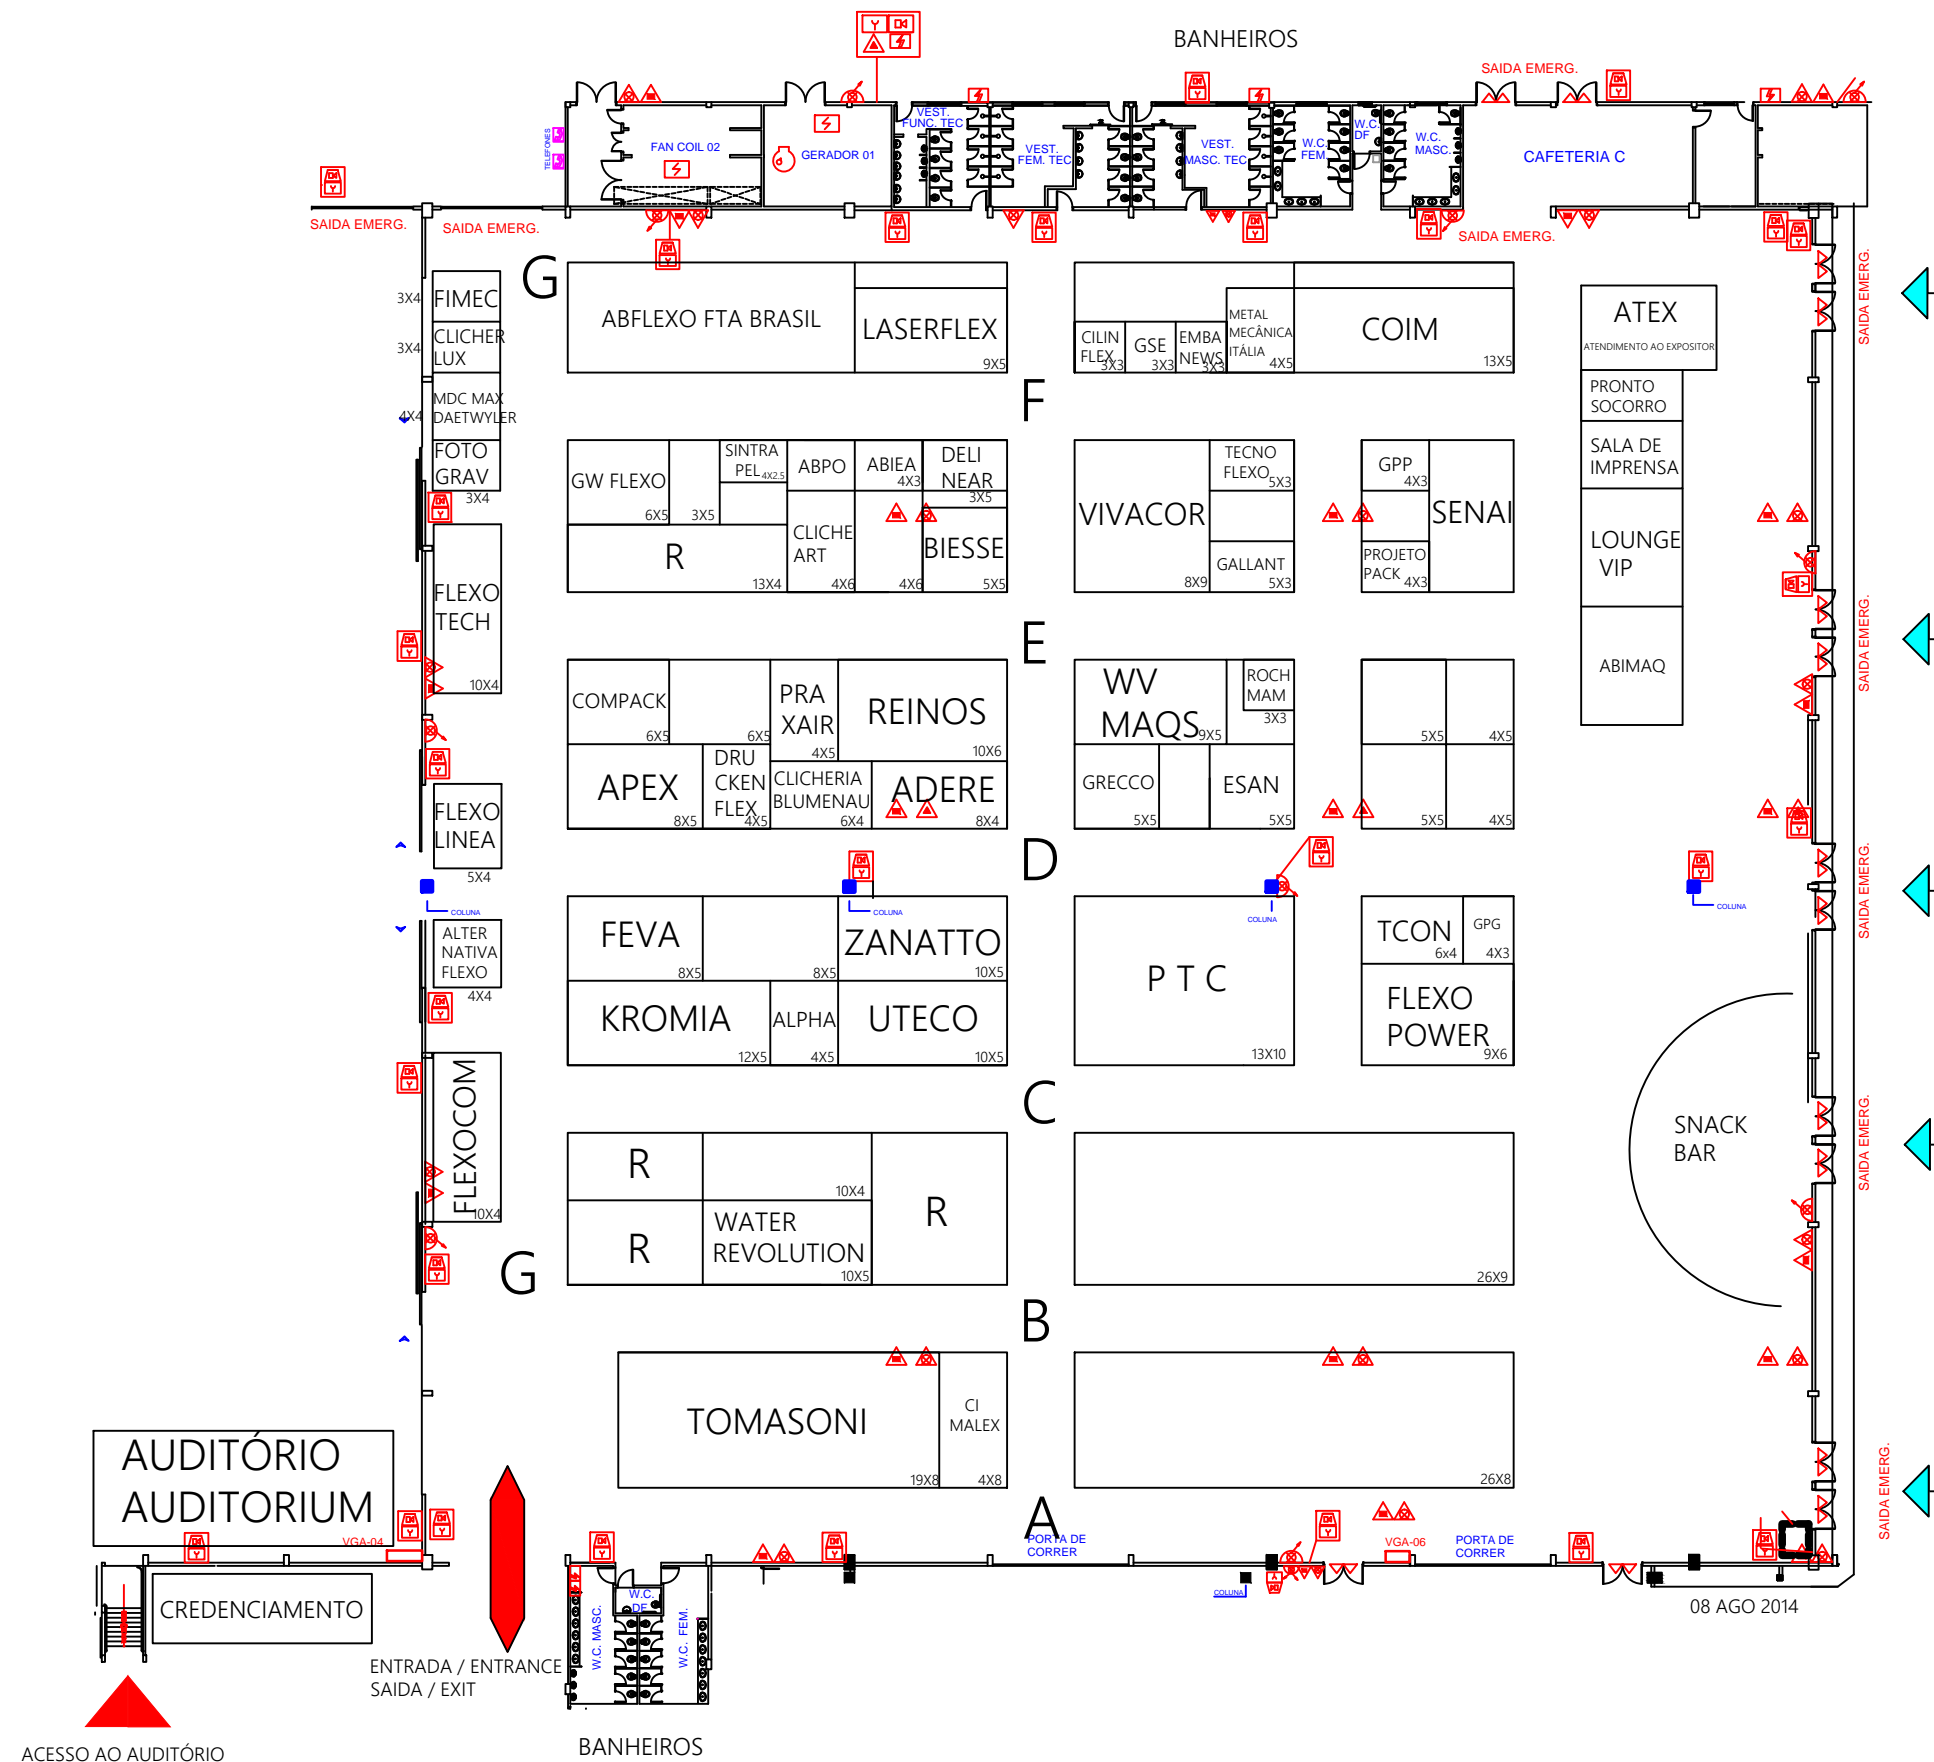 BANHEIROS
SAIDA EMERG.
TELEFONES
FAN COIL 02
GERADOR 01
VEST.
FUNC. TEC
VEST.
FEM. TEC
VEST.
MASC. TEC
W.C.
FEM.
W.C.
DF
W.C.
MASC.
CAFETERIA C
SAIDA EMERG.
SAIDA EMERG.
SAIDA EMERG.
G
3X4
FIMEC
3X4
CLICHER
LUX
4X4
MDC MAX
DAETWYLER
FOTO
GRAV
3X4
ABFLEXO FTA BRASIL
LASERFLEX
9X5
CILIN
FLEX
3X3
GSE
3X3
EMBA
NEWS
3X3
METAL
MECÂNICA
ITÁLIA
4X5
COIM
13X5
ATEX
ATENDIMENTO AO EXPOSITOR
PRONTO
SOCORRO
SALA DE
IMPRENSA
LOUNGE
VIP
ABIMAQ
SAIDA EMERG.
F
GW FLEXO
6X5
3X5
SINTRA
PEL
4X2.5
ABPO
ABIEA
4X3
DELI
NEAR
3X5
R
13X4
CLICHE
ART
4X6
4X6
BIESSE
5X5
VIVACOR
8X9
TECNO
FLEXO
5X3
GALLANT
5X3
GPP
4X3
PROJETO
PACK
4X3
SENAI
FLEXO
TECH
10X4
E
SAIDA EMERG.
COMPACK
6X5
6X5
PRA
XAIR
4X5
REINOS
10X6
APEX
8X5
DRU
CKEN
FLEX
4X5
CLICHERIA
BLUMENAU
6X4
ADERE
8X4
WV
MAQS
9X5
ROCH
MAM
3X3
GRECCO
5X5
ESAN
5X5
5X5
4X5
5X5
4X5
FLEXO
LINEA
5X4
D
SAIDA EMERG.
COLUNA
COLUNA
COLUNA
COLUNA
ALTER
NATIVA
FLEXO
4X4
FEVA
8X5
8X5
ZANATTO
10X5
KROMIA
12X5
ALPHA
4X5
UTECO
10X5
P T C
13X10
TCON
6x4
GPG
4X3
FLEXO
POWER
9X6
FLEXOCOM
10X4
C
SNACK
BAR
SAIDA EMERG.
R
10X4
R
R
WATER
REVOLUTION
10X5
26X9
G
B
TOMASONI
19X8
CI
MALEX
4X8
26X8
AUDITÓRIO
AUDITORIUM
VGA-04
A
PORTA DE
CORRER
VGA-06
PORTA DE
CORRER
SAIDA EMERG.
COLUNA
CREDENCIAMENTO
W.C.
DF
W.C. MASC.
W.C. FEM.
08 AGO 2014
ENTRADA / ENTRANCE
SAIDA / EXIT
BANHEIROS
ACESSO AO AUDITÓRIO